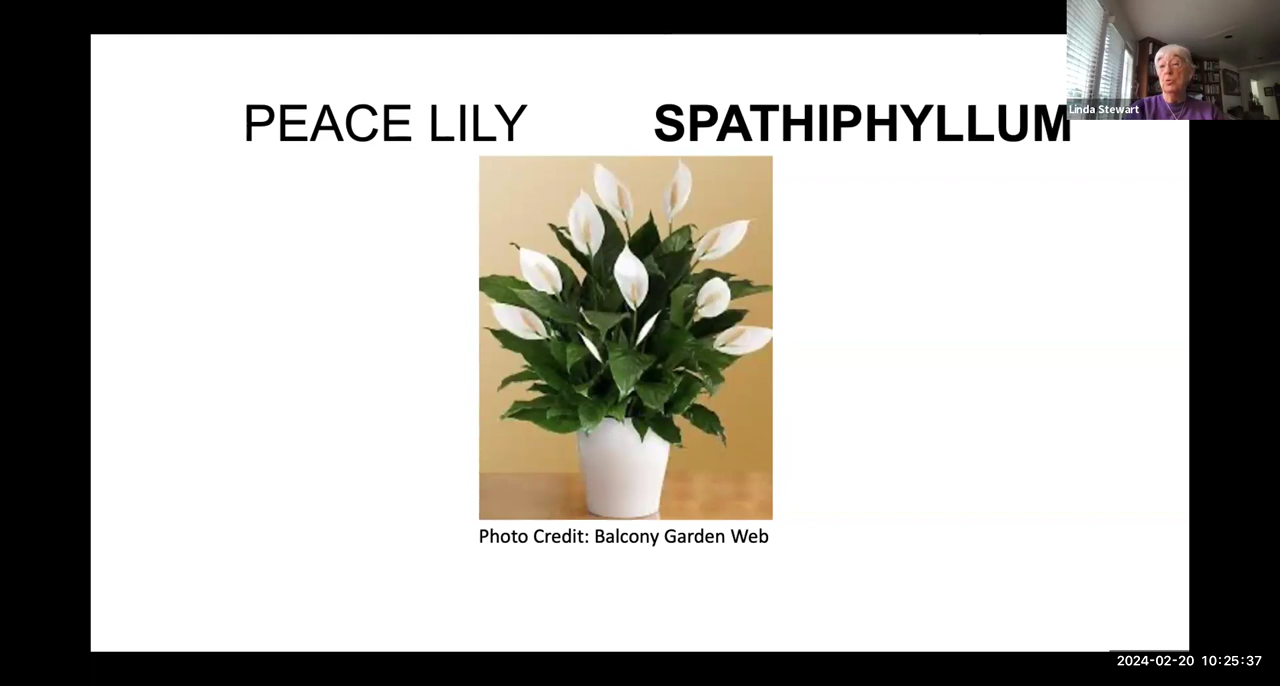 PEACE LILY SPATHIPHYLLUM
Linda Stewart
Photo Credit: Balcony Garden Web
2024-02-20 10:25:37